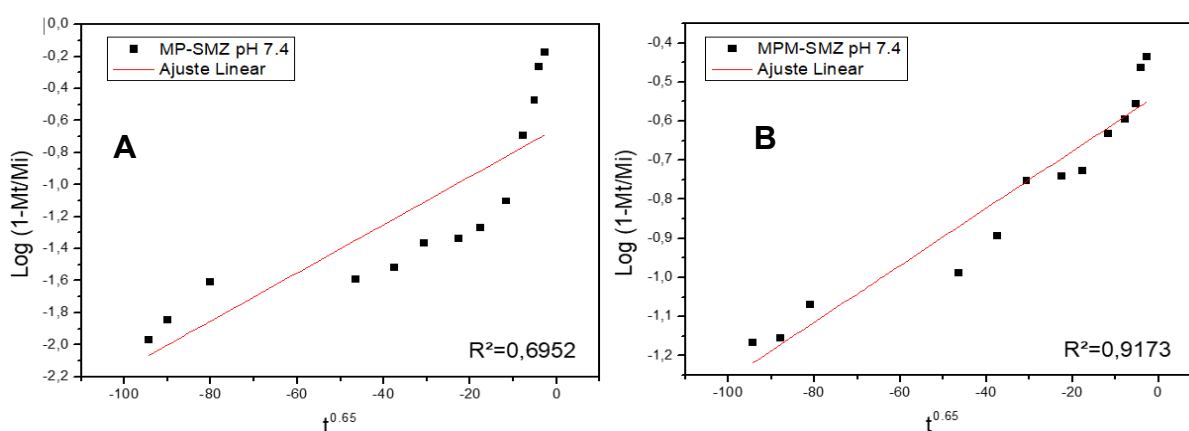 MP-SMZ pH 7.4
Ajuste Linear
A
R²=0,6952
Log (1-Mt/Mi)
0,0
-0,2
-0,4
-0,6
-0,8
-1,0
-1,2
-1,4
-1,6
-1,8
-2,0
-2,2
-100 -80 -60 -40 -20 0
t^0.65
MPM-SMZ pH 7.4
Ajuste Linear
B
R²=0,9173
Log (1-Mt/Mi)
-0,4
-0,5
-0,6
-0,7
-0,8
-0,9
-1,0
-1,1
-1,2
-100 -80 -60 -40 -20 0
t^0.65